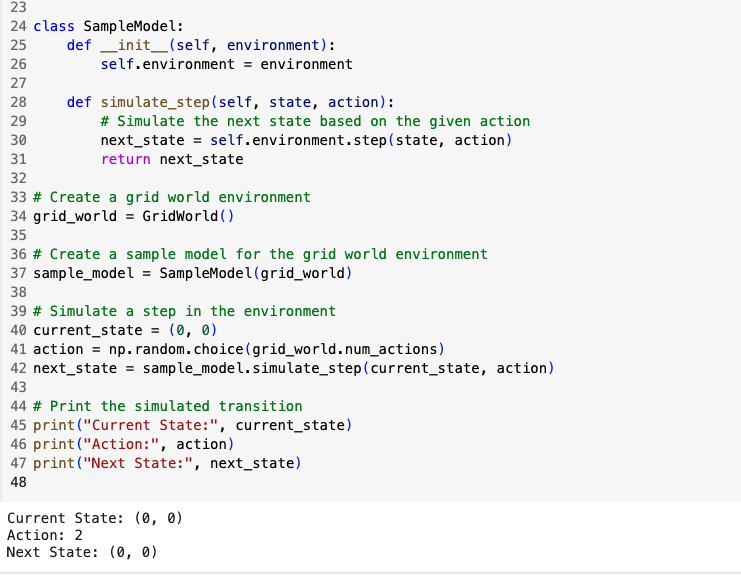 23
24 class SampleModel:
25     def __init__(self, environment):
26         self.environment = environment
27
28     def simulate_step(self, state, action):
29         # Simulate the next state based on the given action
30         next_state = self.environment.step(state, action)
31         return next_state
32
33 # Create a grid world environment
34 grid_world = GridWorld()
35
36 # Create a sample model for the grid world environment
37 sample_model = SampleModel(grid_world)
38
39 # Simulate a step in the environment
40 current_state = (0, 0)
41 action = np.random.choice(grid_world.num_actions)
42 next_state = sample_model.simulate_step(current_state, action)
43
44 # Print the simulated transition
45 print("Current State:", current_state)
46 print("Action:", action)
47 print("Next State:", next_state)
48
Current State: (0, 0)
Action: 2
Next State: (0, 0)